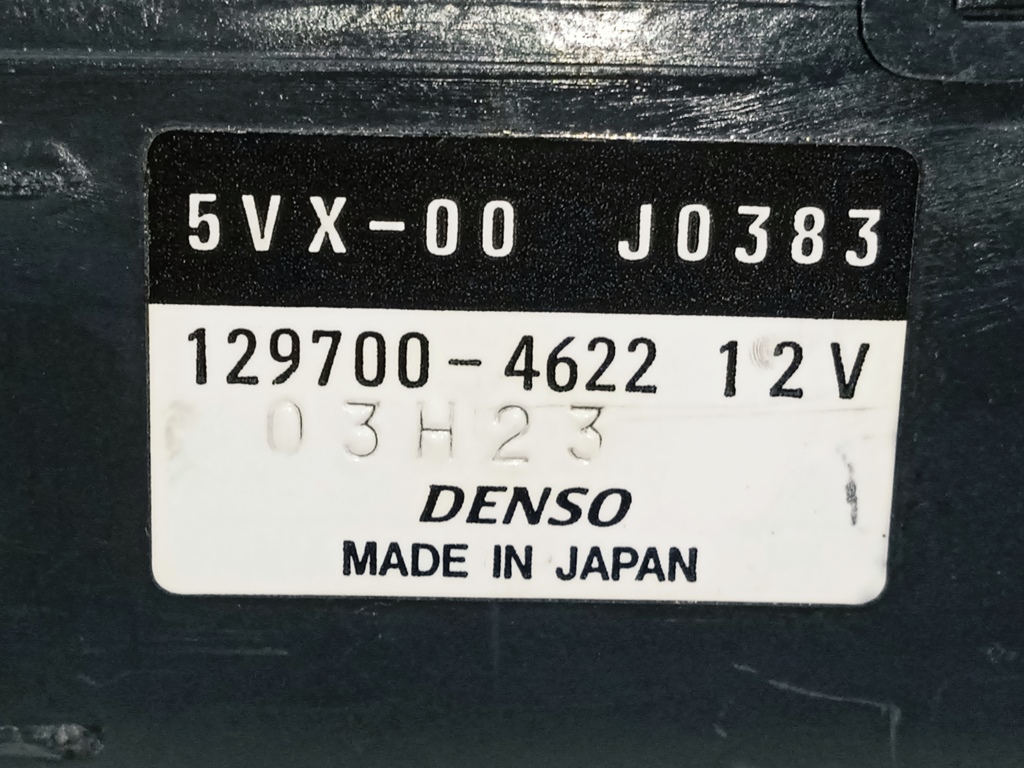 5VX-00 J0383
129700-4622 12V
03H23
DENSO
MADE IN JAPAN